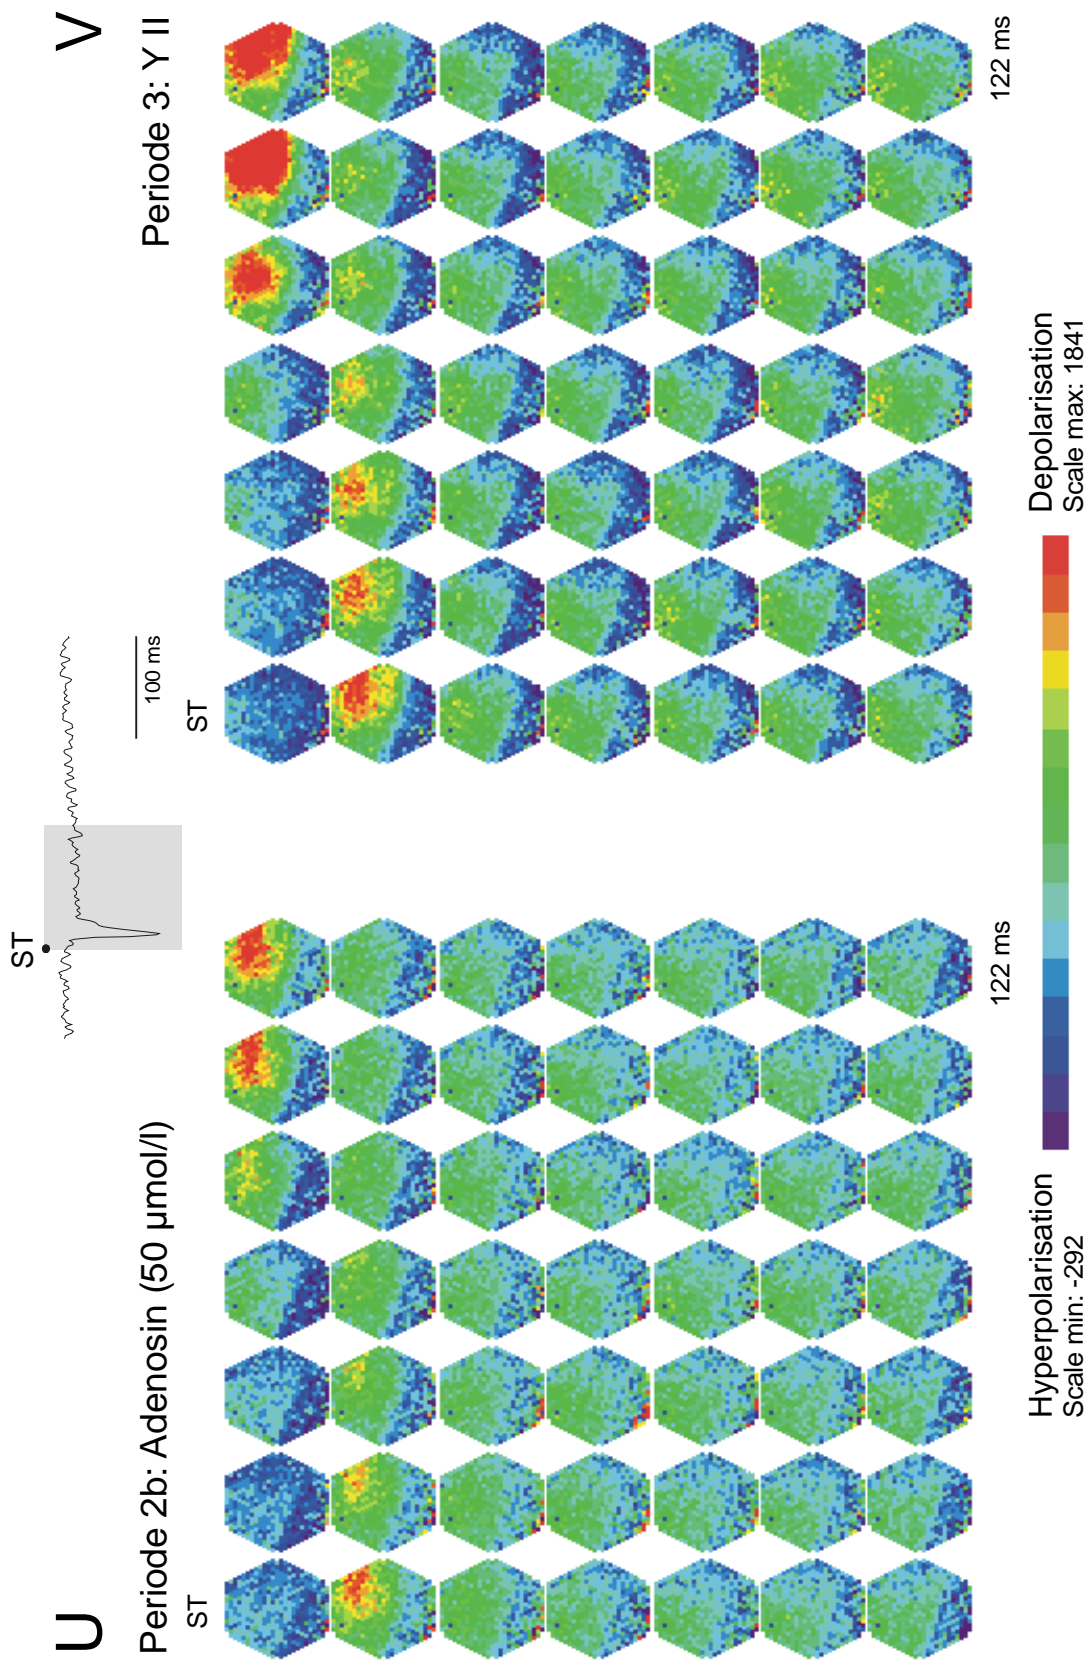 U
V
ST
100 ms
Periode 2b: Adenosin (50 µmol/l)
Periode 3: Y II
ST
ST
122 ms
122 ms
Hyperpolarisation
Scale min: -292
Depolarisation
Scale max: 1841